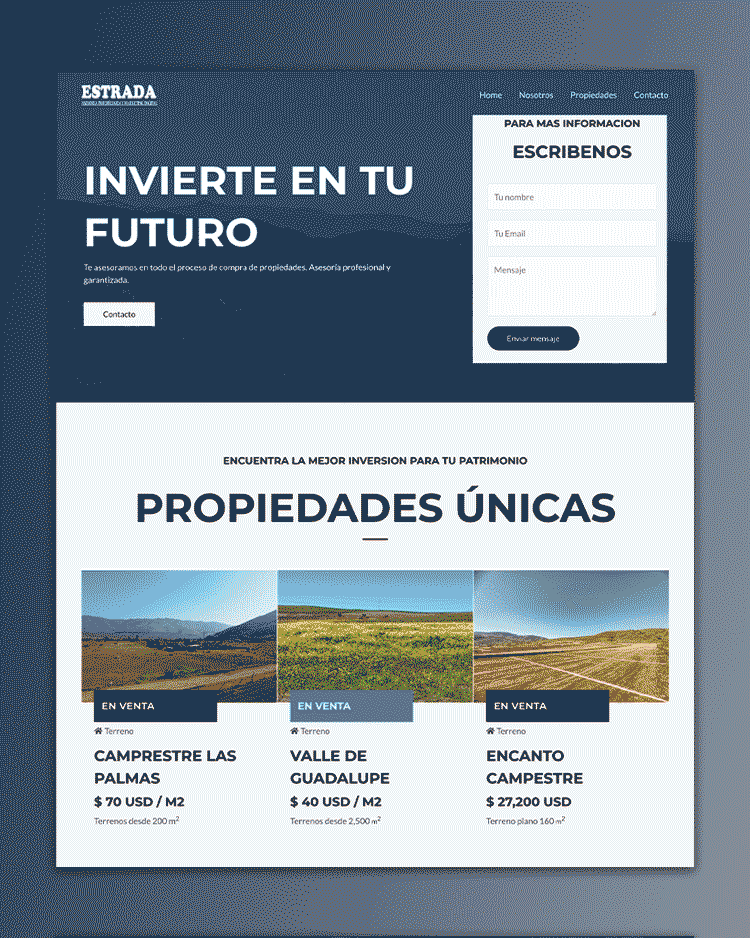 ESTRADA
Home Nosotros Propiedades Contacto
INVIERTE EN TU
FUTURO
Te asesoramos en todo el proceso de compra de propiedades. Asesoría profesional y
garantizada.
Contacto
PARA MAS INFORMACION
ESCRIBENOS
Tu nombre
Tu Email
Mensaje
Enviar mensaje
ENCUENTRA LA MEJOR INVERSION PARA TU PATRIMONIO
PROPIEDADES ÚNICAS
EN VENTA
Terreno
CAMPRESTRE LAS
PALMAS
$ 70 USD / M2
Terrenos desde 200 m²
EN VENTA
Terreno
VALLE DE
GUADALUPE
$ 40 USD / M2
Terrenos desde 2,500 m²
EN VENTA
Terreno
ENCANTO
CAMPESTRE
$ 27,200 USD
Terreno plano 160 m²